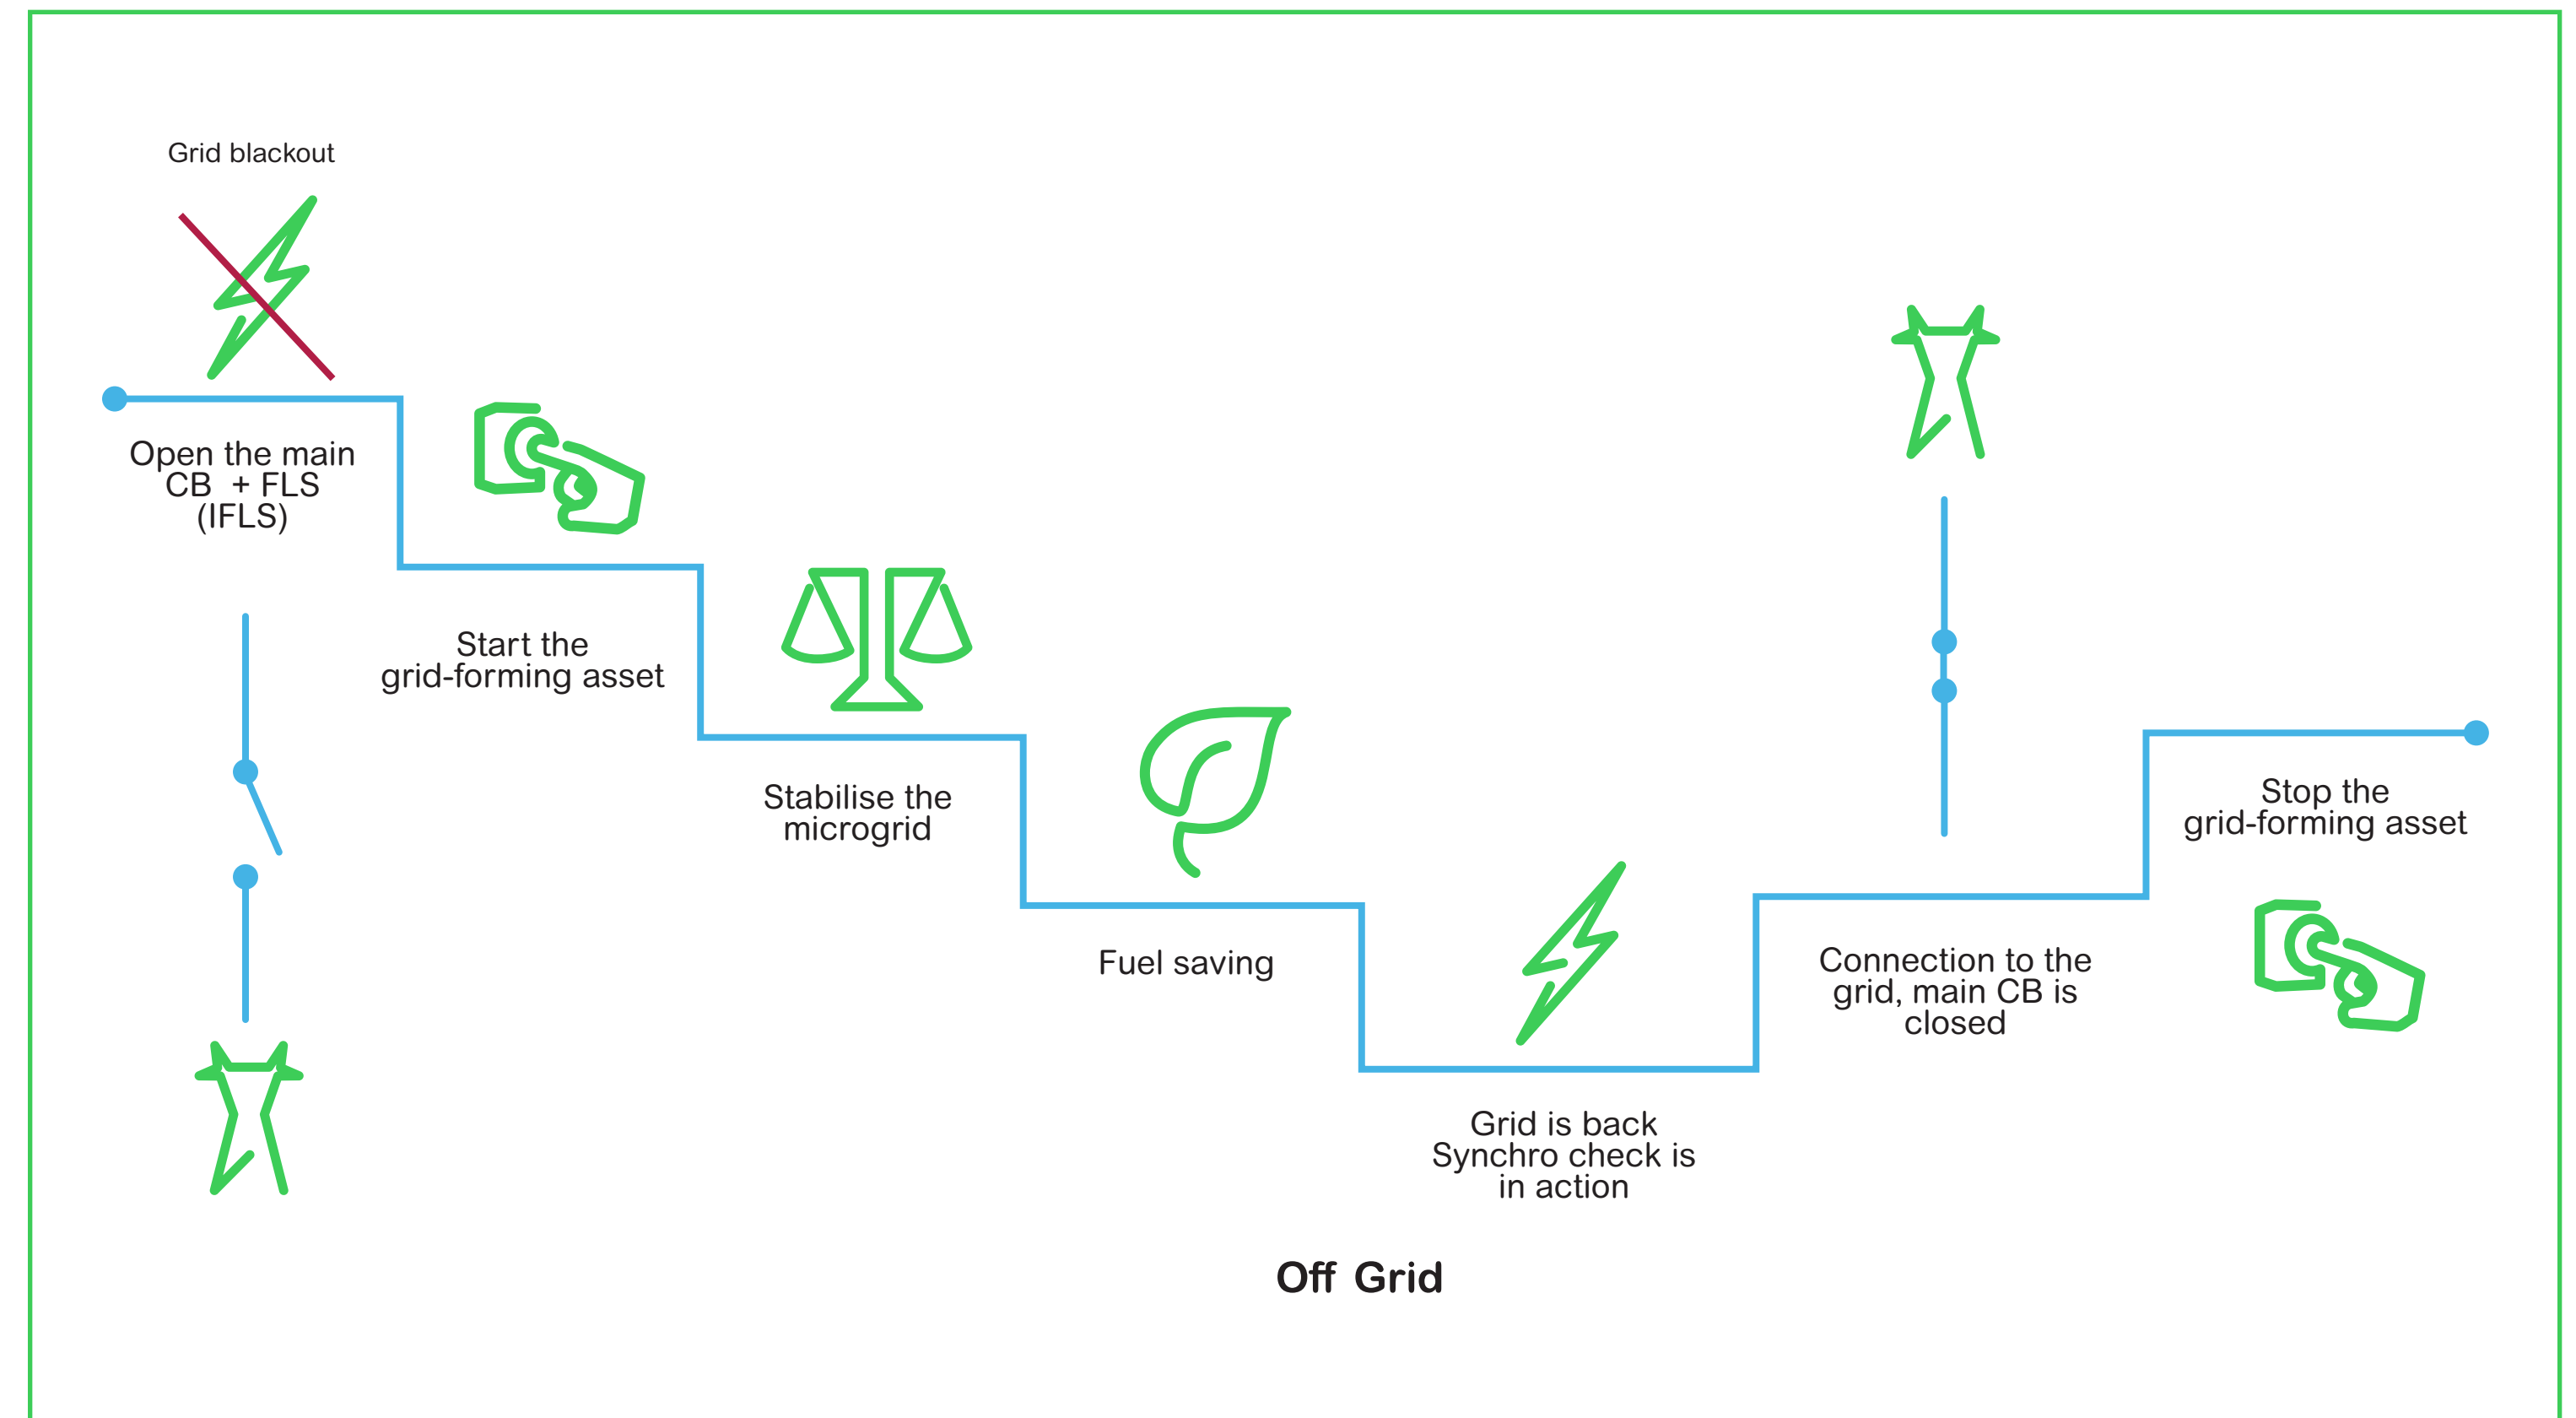 Grid blackout
Open the main
CB + FLS
(IFLS)
Start the
grid-forming asset
Stabilise the
microgrid
Fuel saving
Grid is back
Synchro check is
in action
Connection to the
grid, main CB is
closed
Stop the
grid-forming asset
Off Grid